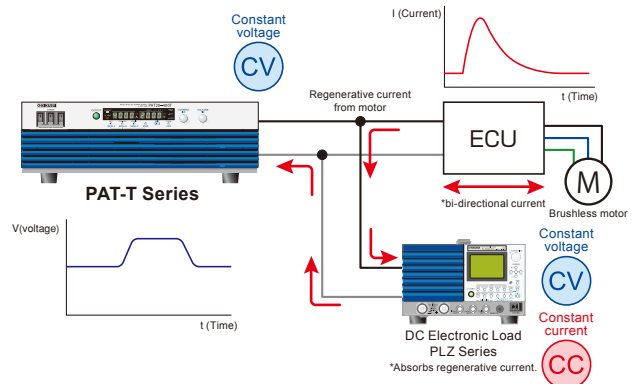 Constant
voltage
CV
I (Current)
t (Time)
Regenerative current
from motor
ECU
*bi-directional current
M
Brushless motor
PAT-T Series
V(voltage)
t (Time)
Constant
voltage
CV
Constant
current
CC
DC Electronic Load
PLZ Series
*Absorbs regenerative current.